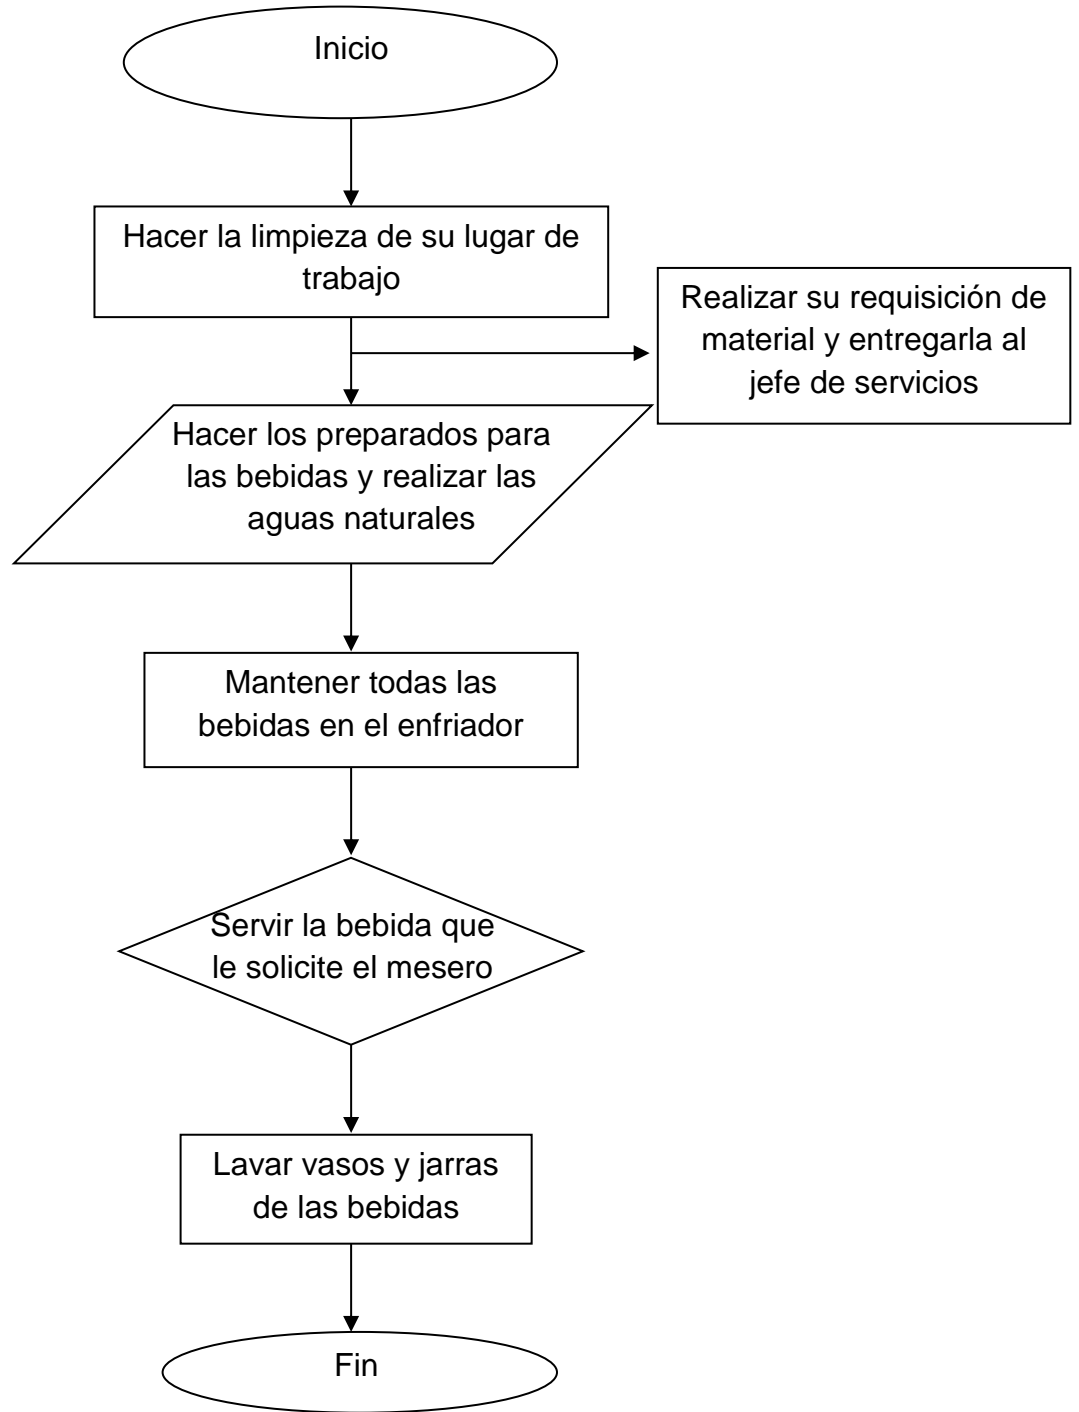 Inicio
Hacer la limpieza de su lugar de
trabajo
Realizar su requisición de
material y entregarla al
jefe de servicios
Hacer los preparados para
las bebidas y realizar las
aguas naturales
Mantener todas las
bebidas en el enfriador
Servir la bebida que
le solicite el mesero
Lavar vasos y jarras
de las bebidas
Fin